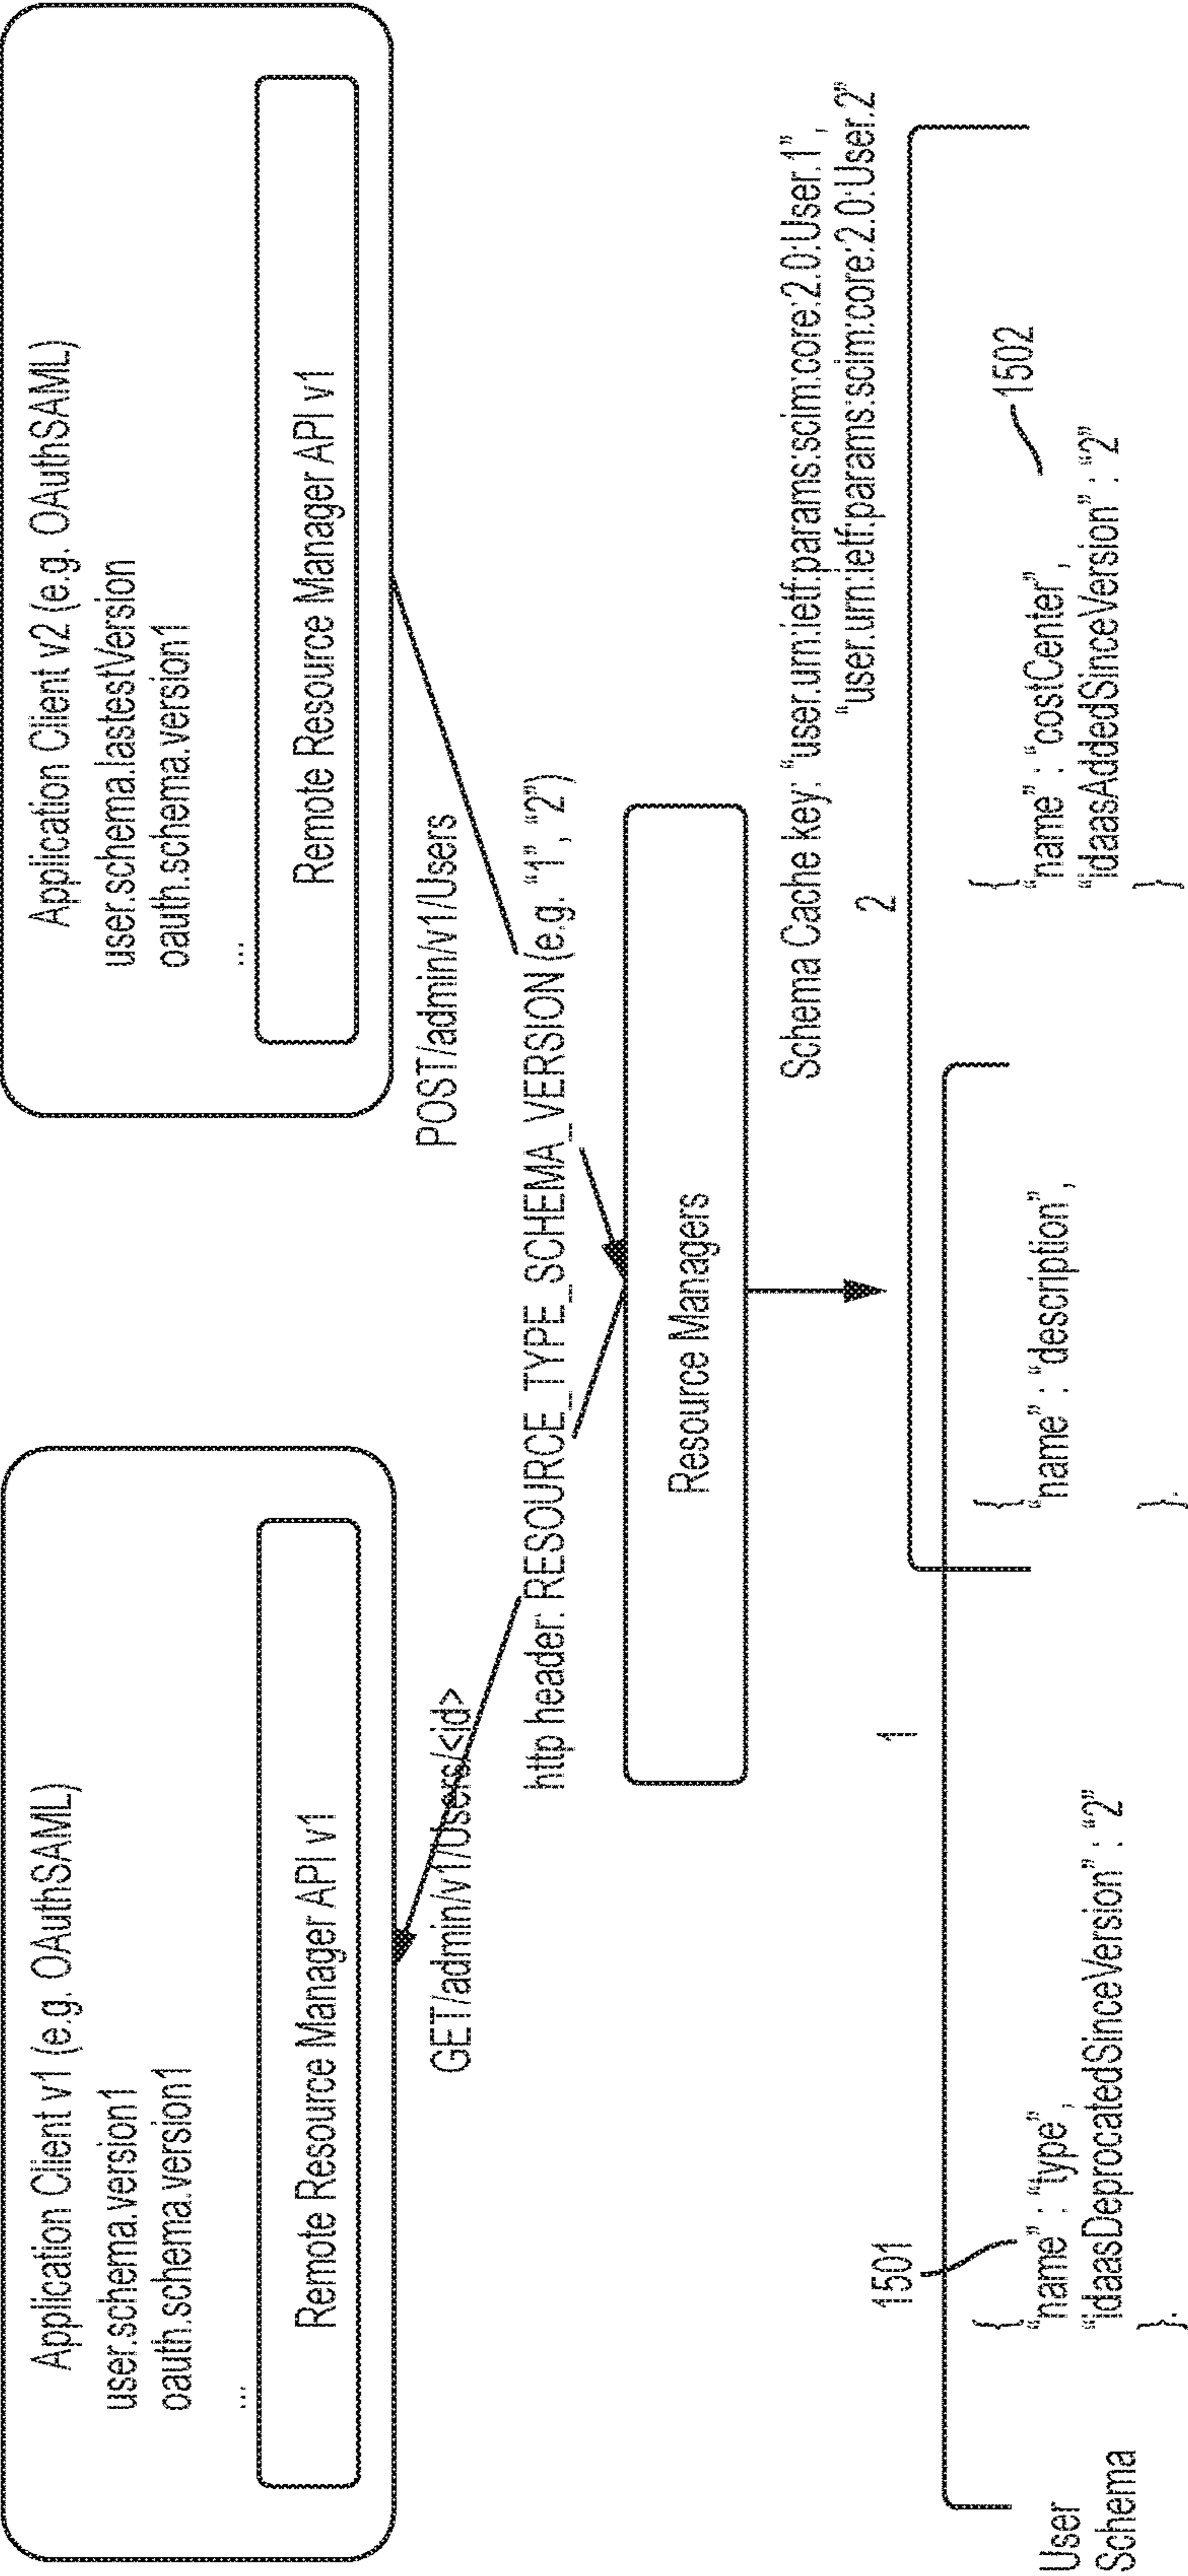 Application Client v1 (e.g. OAuthSAML)
user.schema.version1
oauth.schema.version1
...
Remote Resource Manager API v1
Application Client v2 (e.g. OAuthSAML)
user.schema.lastestVersion
oauth.schema.version1
...
Remote Resource Manager API v1
GET/admin/v1/Users/<id>
POST/admin/v1/Users
http header: RESOURCE_TYPE_SCHEMA_VERSION (e.g. “1”, “2”)
Resource Managers
Schema Cache key: “user.urn:ietf:params:scim:core:2.0:User.1”,
“user.urn:ietf:params:scim:core:2.0:User.2”
1
2
User
Schema
1501
{
“name” : “type”,
“idaasDeprocatedSinceVersion” : “2”
},
{
“name” : “description”,
},
1502
{
“name” : “costCenter”,
“idaasAddedSinceVersion” : “2”
}